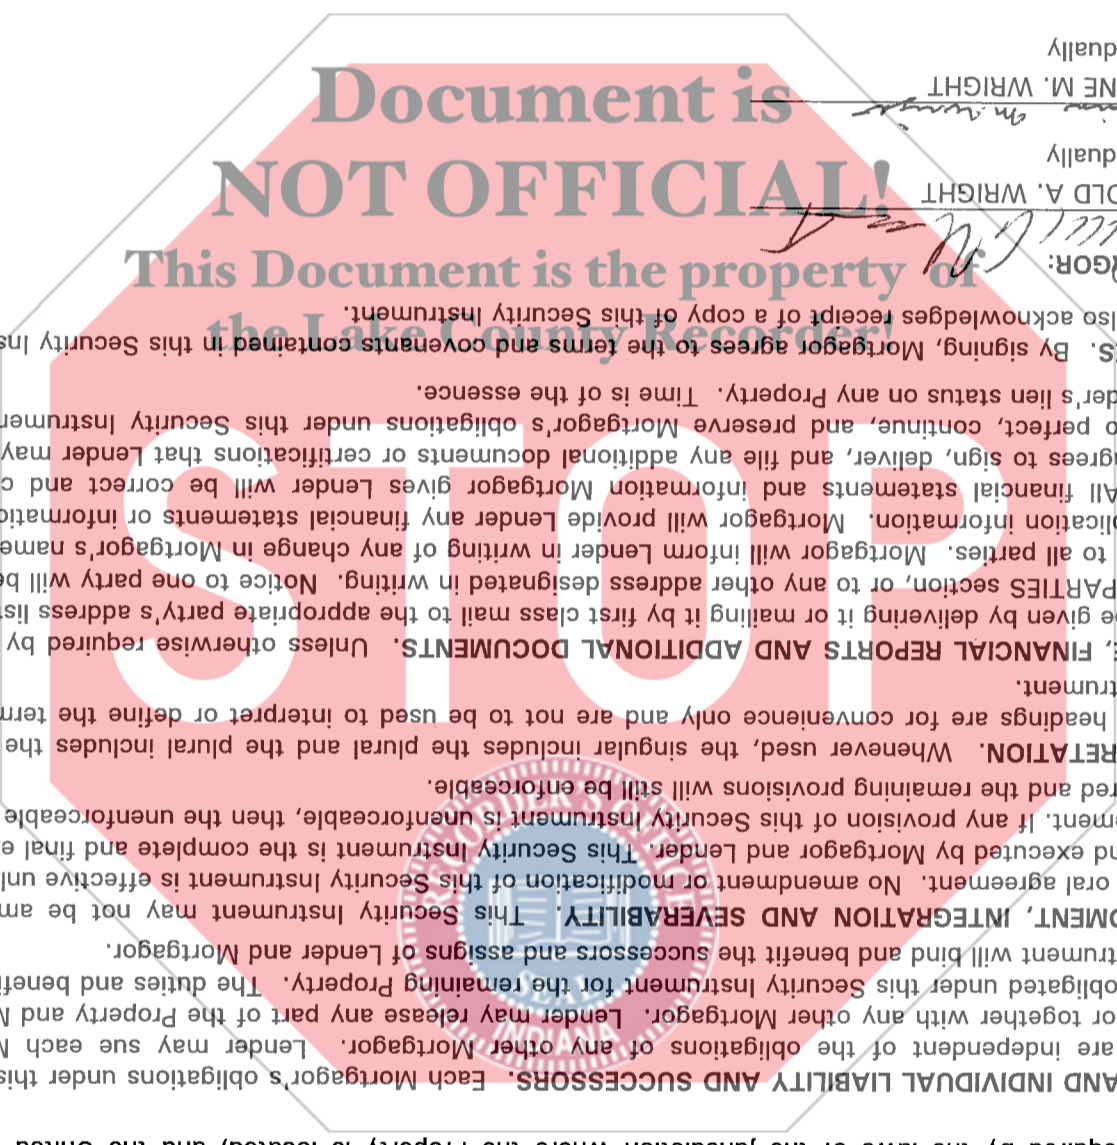 Document is
NOT OFFICIAL!
This Document is the property of
the Lake County Recorder!
STOP
RECORDER'S OFFICE
SEAL
INDIANA
AND INDIVIDUAL LIABILITY AND SUCCESSORS. Each Mortgagor's obligations under this
are independent of the obligations of any other Mortgagor. Lender may sue each M
or together with any other Mortgagor. Lender may release any part of the Property and M
obligated under this Security Instrument for the remaining Property. The duties and benefi
trument will bind and benefit the successors and assigns of Lender and Mortgagor.
DMENT, INTEGRATION AND SEVERABILITY. This Security Instrument may not be am
oral agreement. No amendment or modification of this Security Instrument is effective unl
nd executed by Mortgagor and Lender. This Security Instrument is the complete and final e
ement. If any provision of this Security Instrument is unenforceable, then the unenforceable
red and the remaining provisions will still be enforceable.
RETATION. Whenever used, the singular includes the plural and the plural includes the
headings are for convenience only and are not to be used to interpret or define the term
trument.
E, FINANCIAL REPORTS AND ADDITIONAL DOCUMENTS. Unless otherwise required by
e given by delivering it or mailing it by first class mail to the appropriate party's address list
PARTIES section, or to any other address designated in writing. Notice to one party will be
to all parties. Mortgagor will inform Lender in writing of any change in Mortgagor's name
lication information. Mortgagor will provide Lender any financial statements or informatio
All financial statements and information Mortgagor gives Lender will be correct and c
grees to sign, deliver, and file any additional documents or certifications that Lender may
o perfect, continue, and preserve Mortgagor's obligations under this Security Instrumen
der's lien status on any Property. Time is of the essence.
S. By signing, Mortgagor agrees to the terms and covenants contained in this Security Ins
lso acknowledges receipt of a copy of this Security Instrument.
RGOR:
OLD A. WRIGHT
dually
NE M. WRIGHT
dually